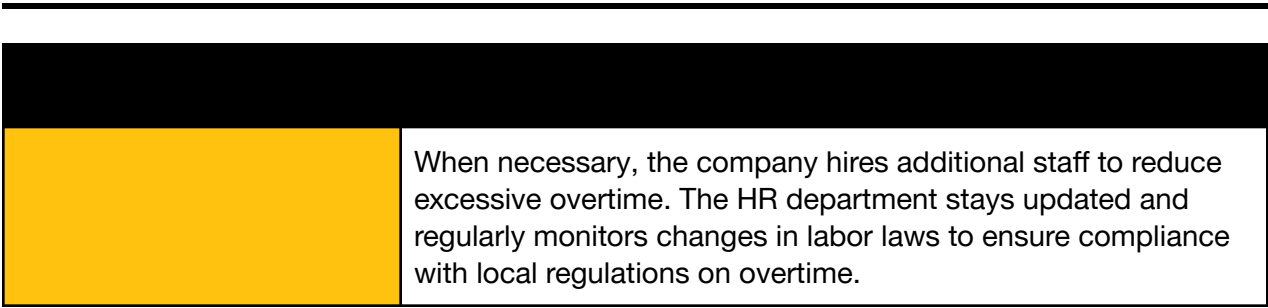 When necessary, the company hires additional staff to reduce
excessive overtime. The HR department stays updated and
regularly monitors changes in labor laws to ensure compliance
with local regulations on overtime.